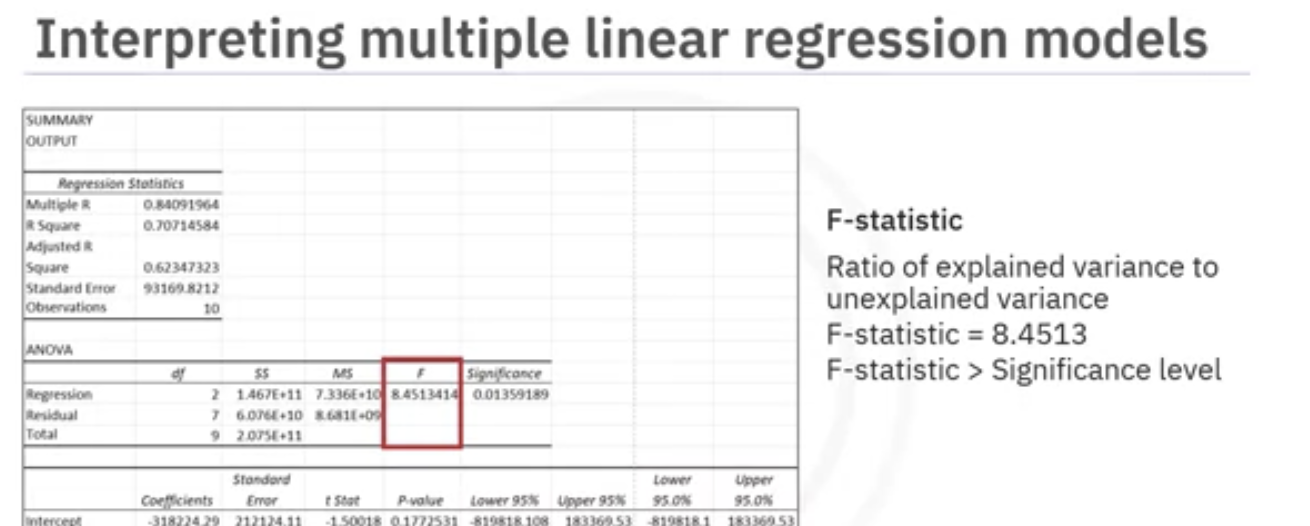 Interpreting multiple linear regression models
SUMMARY
OUTPUT
Regression Statistics
Multiple R 0.84091964
R Square 0.70714584
Adjusted R
Square 0.62347323
Standard Error 93169.8212
Observations 10
ANOVA
df SS MS F Significance
Regression 2 1.467E+11 7.336E+10 8.4513414 0.01359189
Residual 7 6.076E+10 8.681E+09
Total 9 2.075E+11
Standard Lower Upper
Coefficients Error t Stat P-value Lower 95% Upper 95% 95.0% 95.0%
Intercept -318224.29 212124.11 -1.50018 0.1772531 -819818.108 183369.53 -819818.1 183369.53
F-statistic
Ratio of explained variance to
unexplained variance
F-statistic = 8.4513
F-statistic > Significance level